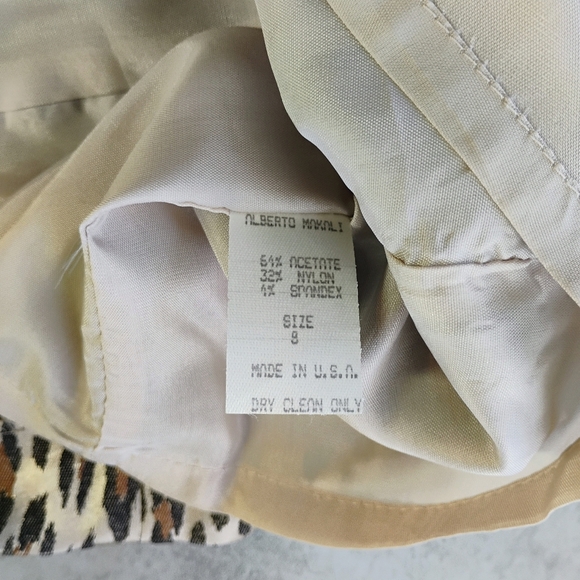 ALBERTO MAKALI
64% ACETATE
32% NYLON
4% SPANDEX
SIZE
8
MADE IN U.S.A.
DRY CLEAN ONLY